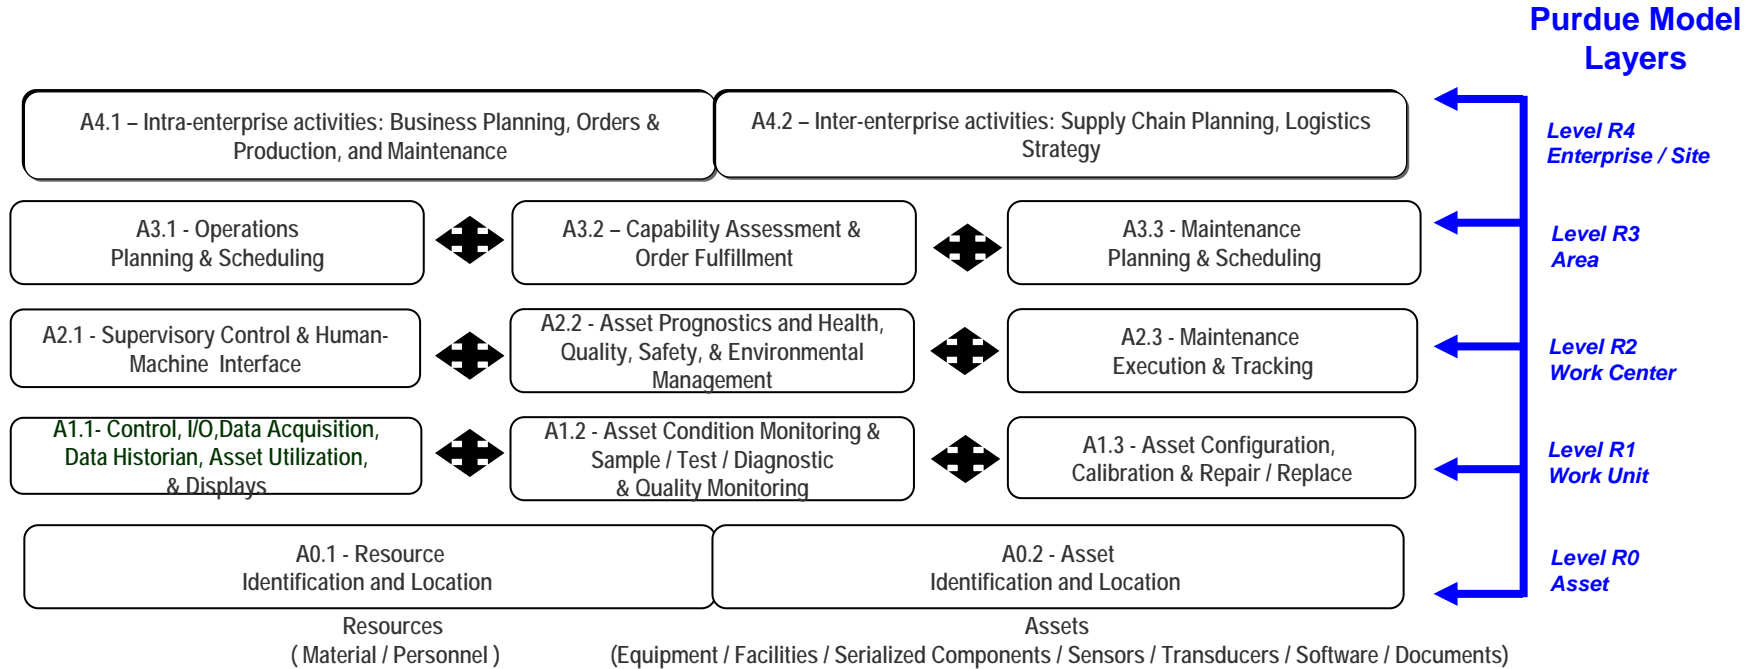 Purdue Model
Layers
A4.1 – Intra-enterprise activities: Business Planning, Orders &
Production, and Maintenance
A4.2 – Inter-enterprise activities: Supply Chain Planning, Logistics
Strategy
Level R4
Enterprise / Site
A3.1 - Operations
Planning & Scheduling
A3.2 – Capability Assessment &
Order Fulfillment
A3.3 - Maintenance
Planning & Scheduling
Level R3
Area
A2.1 - Supervisory Control & Human-
Machine Interface
A2.2 - Asset Prognostics and Health,
Quality, Safety, & Environmental
Management
A2.3 - Maintenance
Execution & Tracking
Level R2
Work Center
A1.1- Control, I/O,Data Acquisition,
Data Historian, Asset Utilization,
& Displays
A1.2 - Asset Condition Monitoring &
Sample / Test / Diagnostic
& Quality Monitoring
A1.3 - Asset Configuration,
Calibration & Repair / Replace
Level R1
Work Unit
A0.1 - Resource
Identification and Location
A0.2 - Asset
Identification and Location
Level R0
Asset
Resources
( Material / Personnel )
Assets
(Equipment / Facilities / Serialized Components / Sensors / Transducers / Software / Documents)